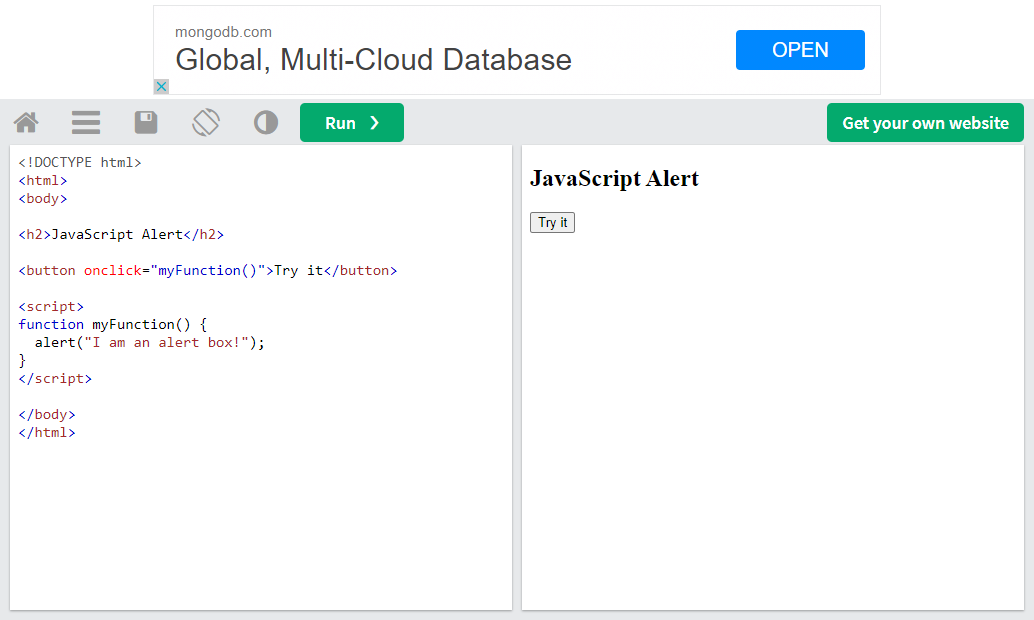 mongodb.com
Global, Multi-Cloud Database
OPEN
Run ❯
Get your own website
<!DOCTYPE html>
<html>
<body>
<h2>JavaScript Alert</h2>
<button onclick="myFunction()">Try it</button>
<script>
function myFunction() {
  alert("I am an alert box!");
}
</script>
</body>
</html>
JavaScript Alert
Try it